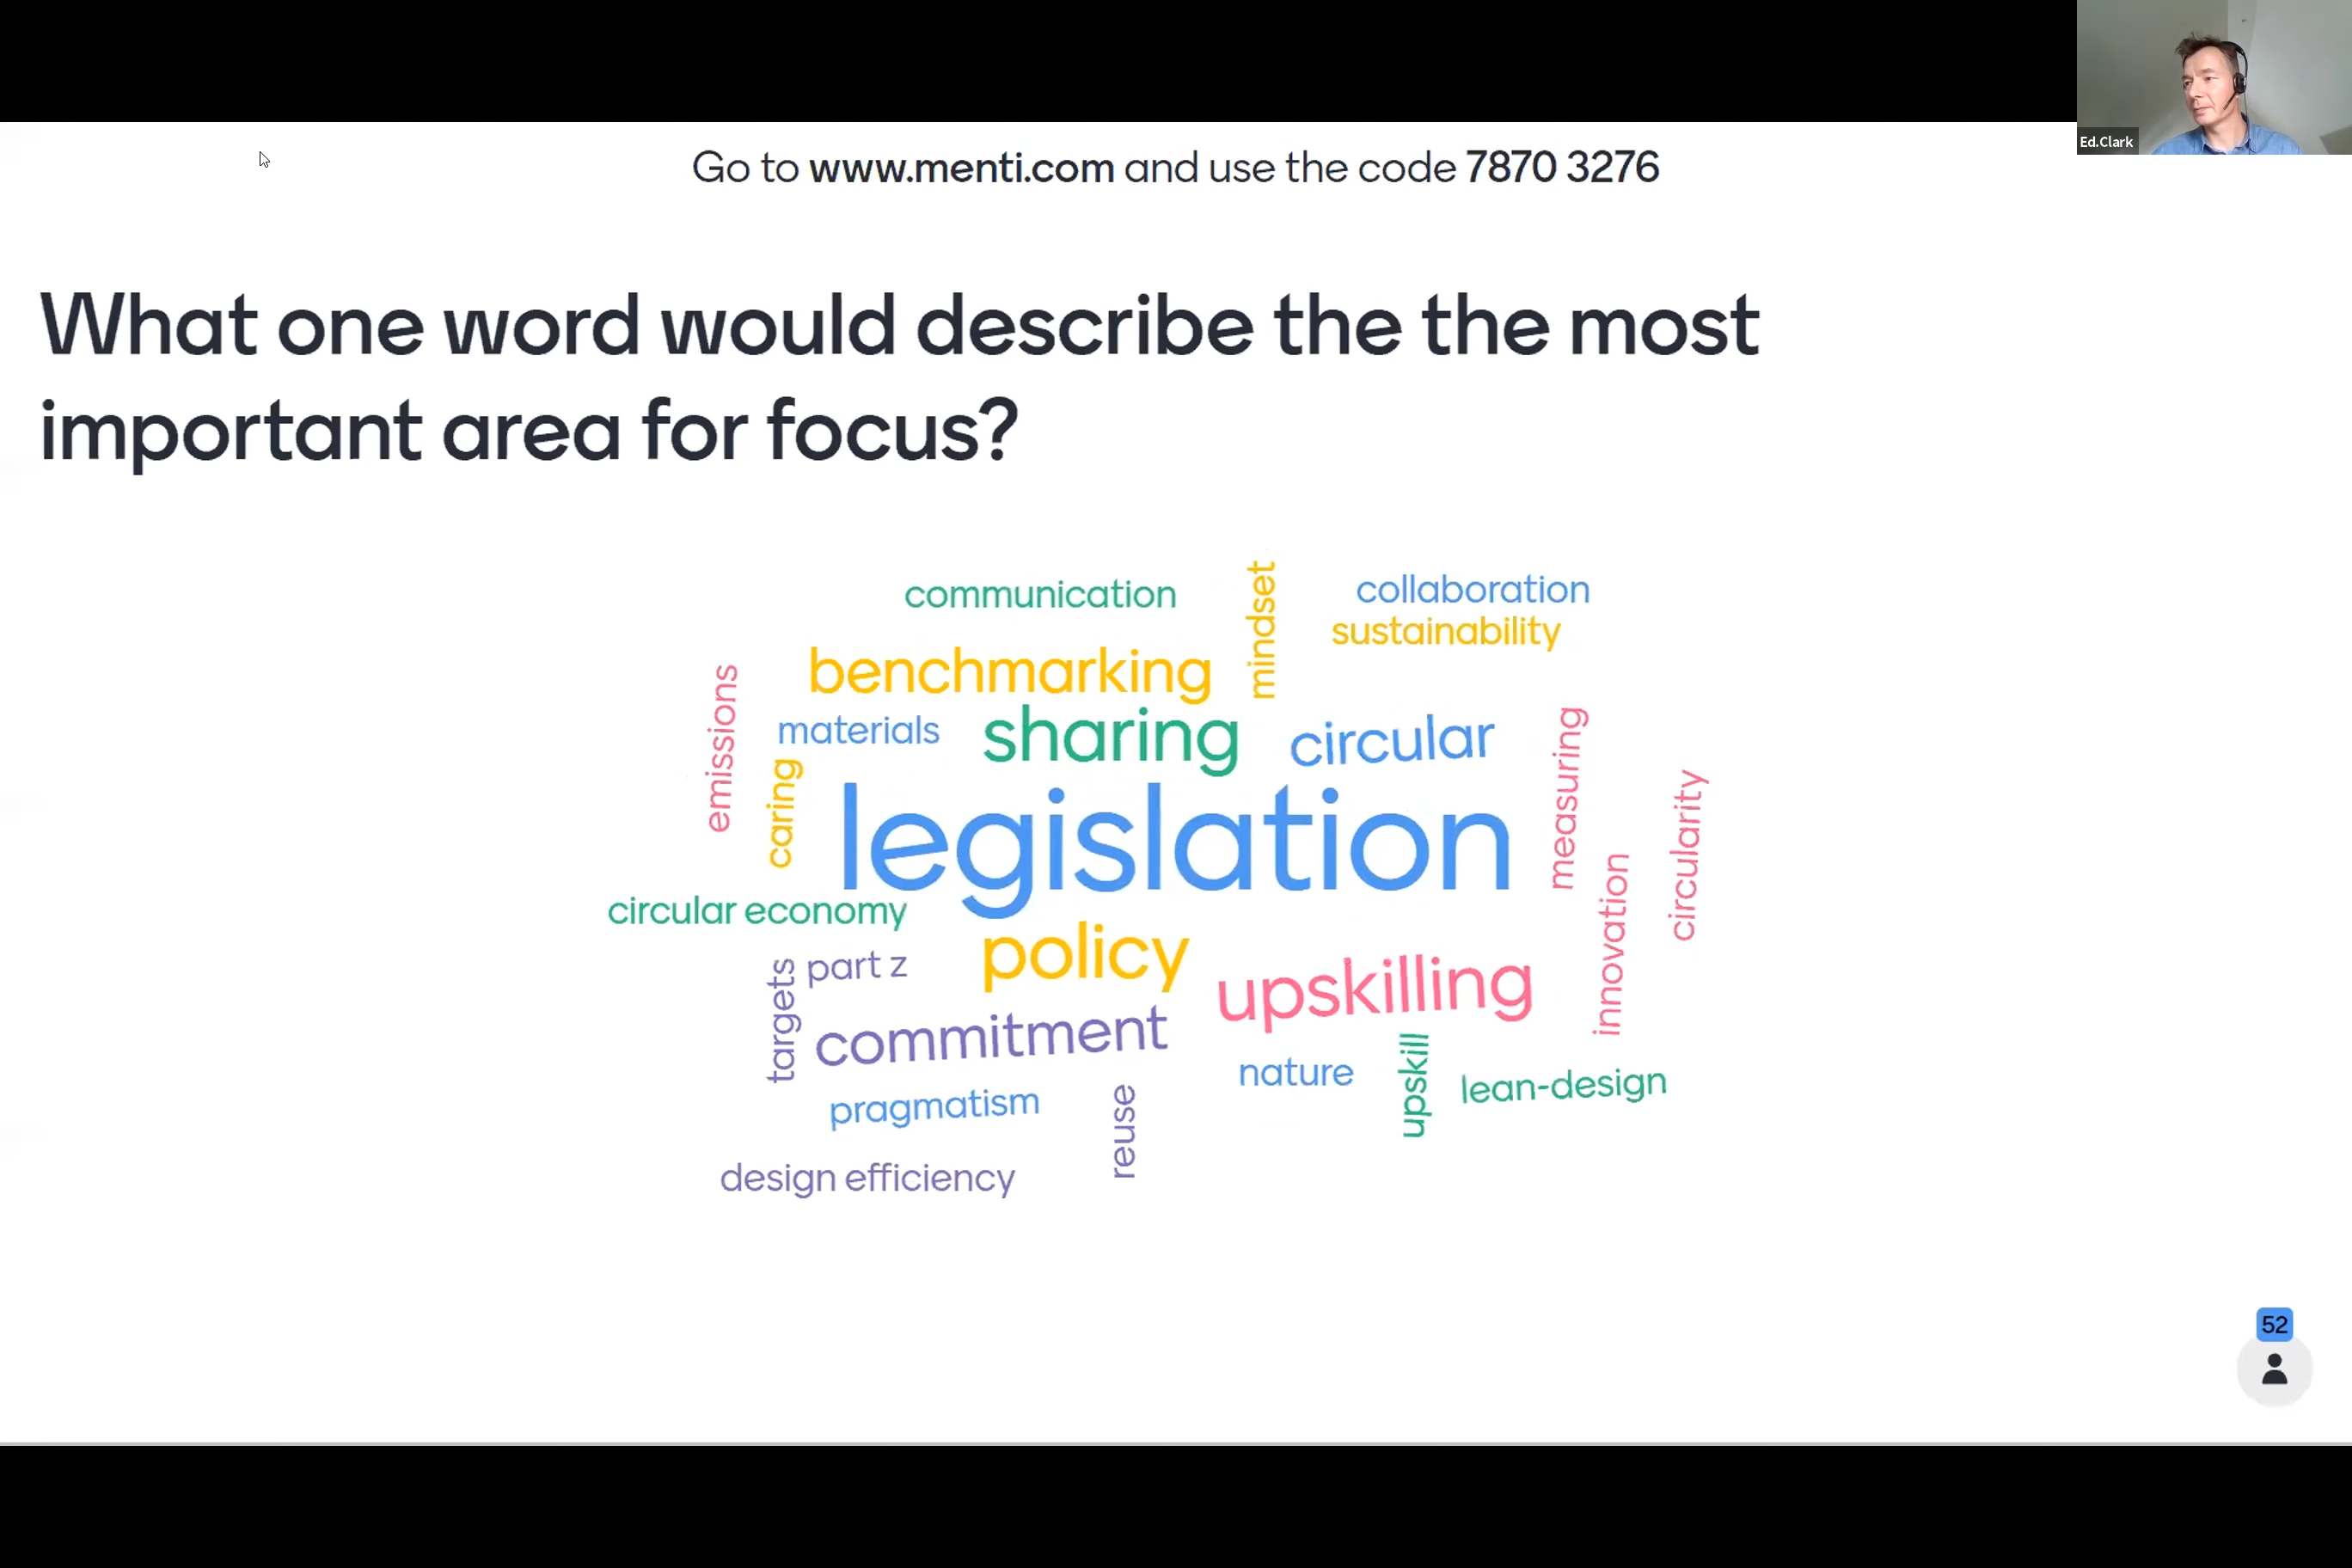 Ed.Clark
Go to www.menti.com and use the code 7870 3276
What one word would describe the the most
important area for focus?
communication
mindset
collaboration
sustainability
benchmarking
emissions
materials
sharing
circular
measuring
caring
legislation
circularity
circular economy
innovation
policy
part z
targets
upskilling
commitment
nature
upskill
lean-design
pragmatism
reuse
design efficiency
52